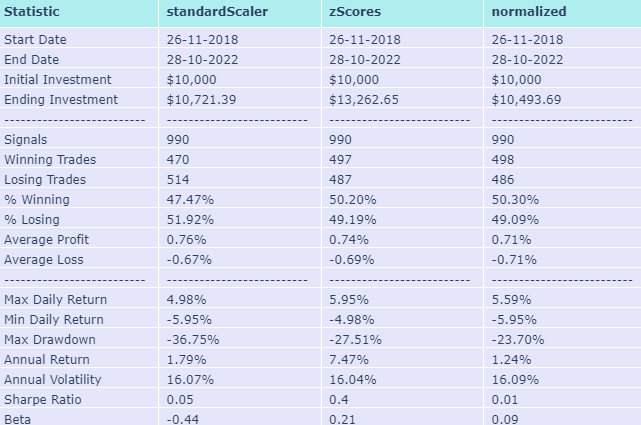 Statistic standardScaler zScores normalized
Start Date 26-11-2018 26-11-2018 26-11-2018
End Date 28-10-2022 28-10-2022 28-10-2022
Initial Investment $10,000 $10,000 $10,000
Ending Investment $10,721.39 $13,262.65 $10,493.69
------------------------- ------------------------- ------------------------- -------------------------
Signals 990 990 990
Winning Trades 470 497 498
Losing Trades 514 487 486
% Winning 47.47% 50.20% 50.30%
% Losing 51.92% 49.19% 49.09%
Average Profit 0.76% 0.74% 0.71%
Average Loss -0.67% -0.69% -0.71%
------------------------- ------------------------- ------------------------- -------------------------
Max Daily Return 4.98% 5.95% 5.59%
Min Daily Return -5.95% -4.98% -5.95%
Max Drawdown -36.75% -27.51% -23.70%
Annual Return 1.79% 7.47% 1.24%
Annual Volatility 16.07% 16.04% 16.09%
Sharpe Ratio 0.05 0.4 0.01
Beta -0.44 0.21 0.09